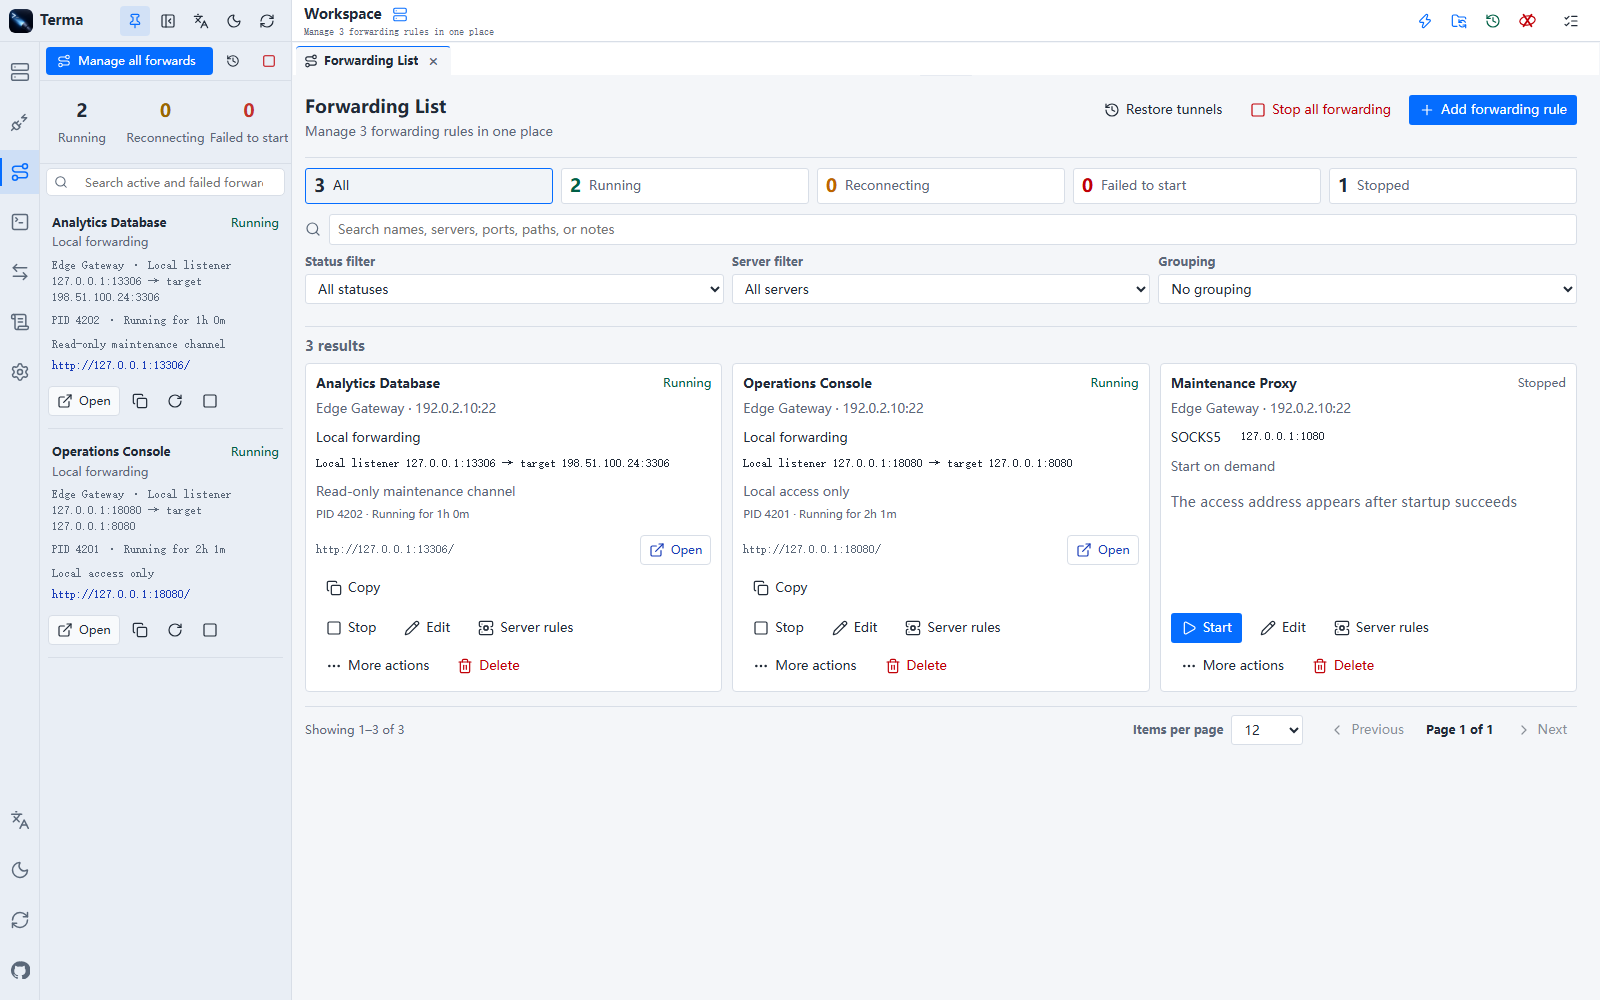 Terma
Workspace
Manage 3 forwarding rules in one place
Manage all forwards
Forwarding List
2
0
0
Running
Reconnecting
Failed to start
Search active and failed forwar
Analytics Database
Running
Local forwarding
Edge Gateway · Local listener
127.0.0.1:13306 → target
198.51.100.24:3306
PID 4202 · Running for 1h 0m
Read-only maintenance channel
http://127.0.0.1:13306/
Open
Operations Console
Running
Local forwarding
Edge Gateway · Local listener
127.0.0.1:18080 → target
127.0.0.1:8080
PID 4201 · Running for 2h 1m
Local access only
http://127.0.0.1:18080/
Open
Forwarding List
Manage 3 forwarding rules in one place
Restore tunnels
Stop all forwarding
Add forwarding rule
3 All
2 Running
0 Reconnecting
0 Failed to start
1 Stopped
Search names, servers, ports, paths, or notes
Status filter
Server filter
Grouping
All statuses
All servers
No grouping
3 results
Analytics Database
Running
Edge Gateway · 192.0.2.10:22
Local forwarding
Local listener 127.0.0.1:13306 → target 198.51.100.24:3306
Read-only maintenance channel
PID 4202 · Running for 1h 0m
http://127.0.0.1:13306/
Open
Copy
Stop
Edit
Server rules
More actions
Delete
Operations Console
Running
Edge Gateway · 192.0.2.10:22
Local forwarding
Local listener 127.0.0.1:18080 → target 127.0.0.1:8080
Local access only
PID 4201 · Running for 2h 1m
http://127.0.0.1:18080/
Open
Copy
Stop
Edit
Server rules
More actions
Delete
Maintenance Proxy
Stopped
Edge Gateway · 192.0.2.10:22
SOCKS5 127.0.0.1:1080
Start on demand
The access address appears after startup succeeds
Start
Edit
Server rules
More actions
Delete
Showing 1–3 of 3
Items per page
12
Previous
Page 1 of 1
Next